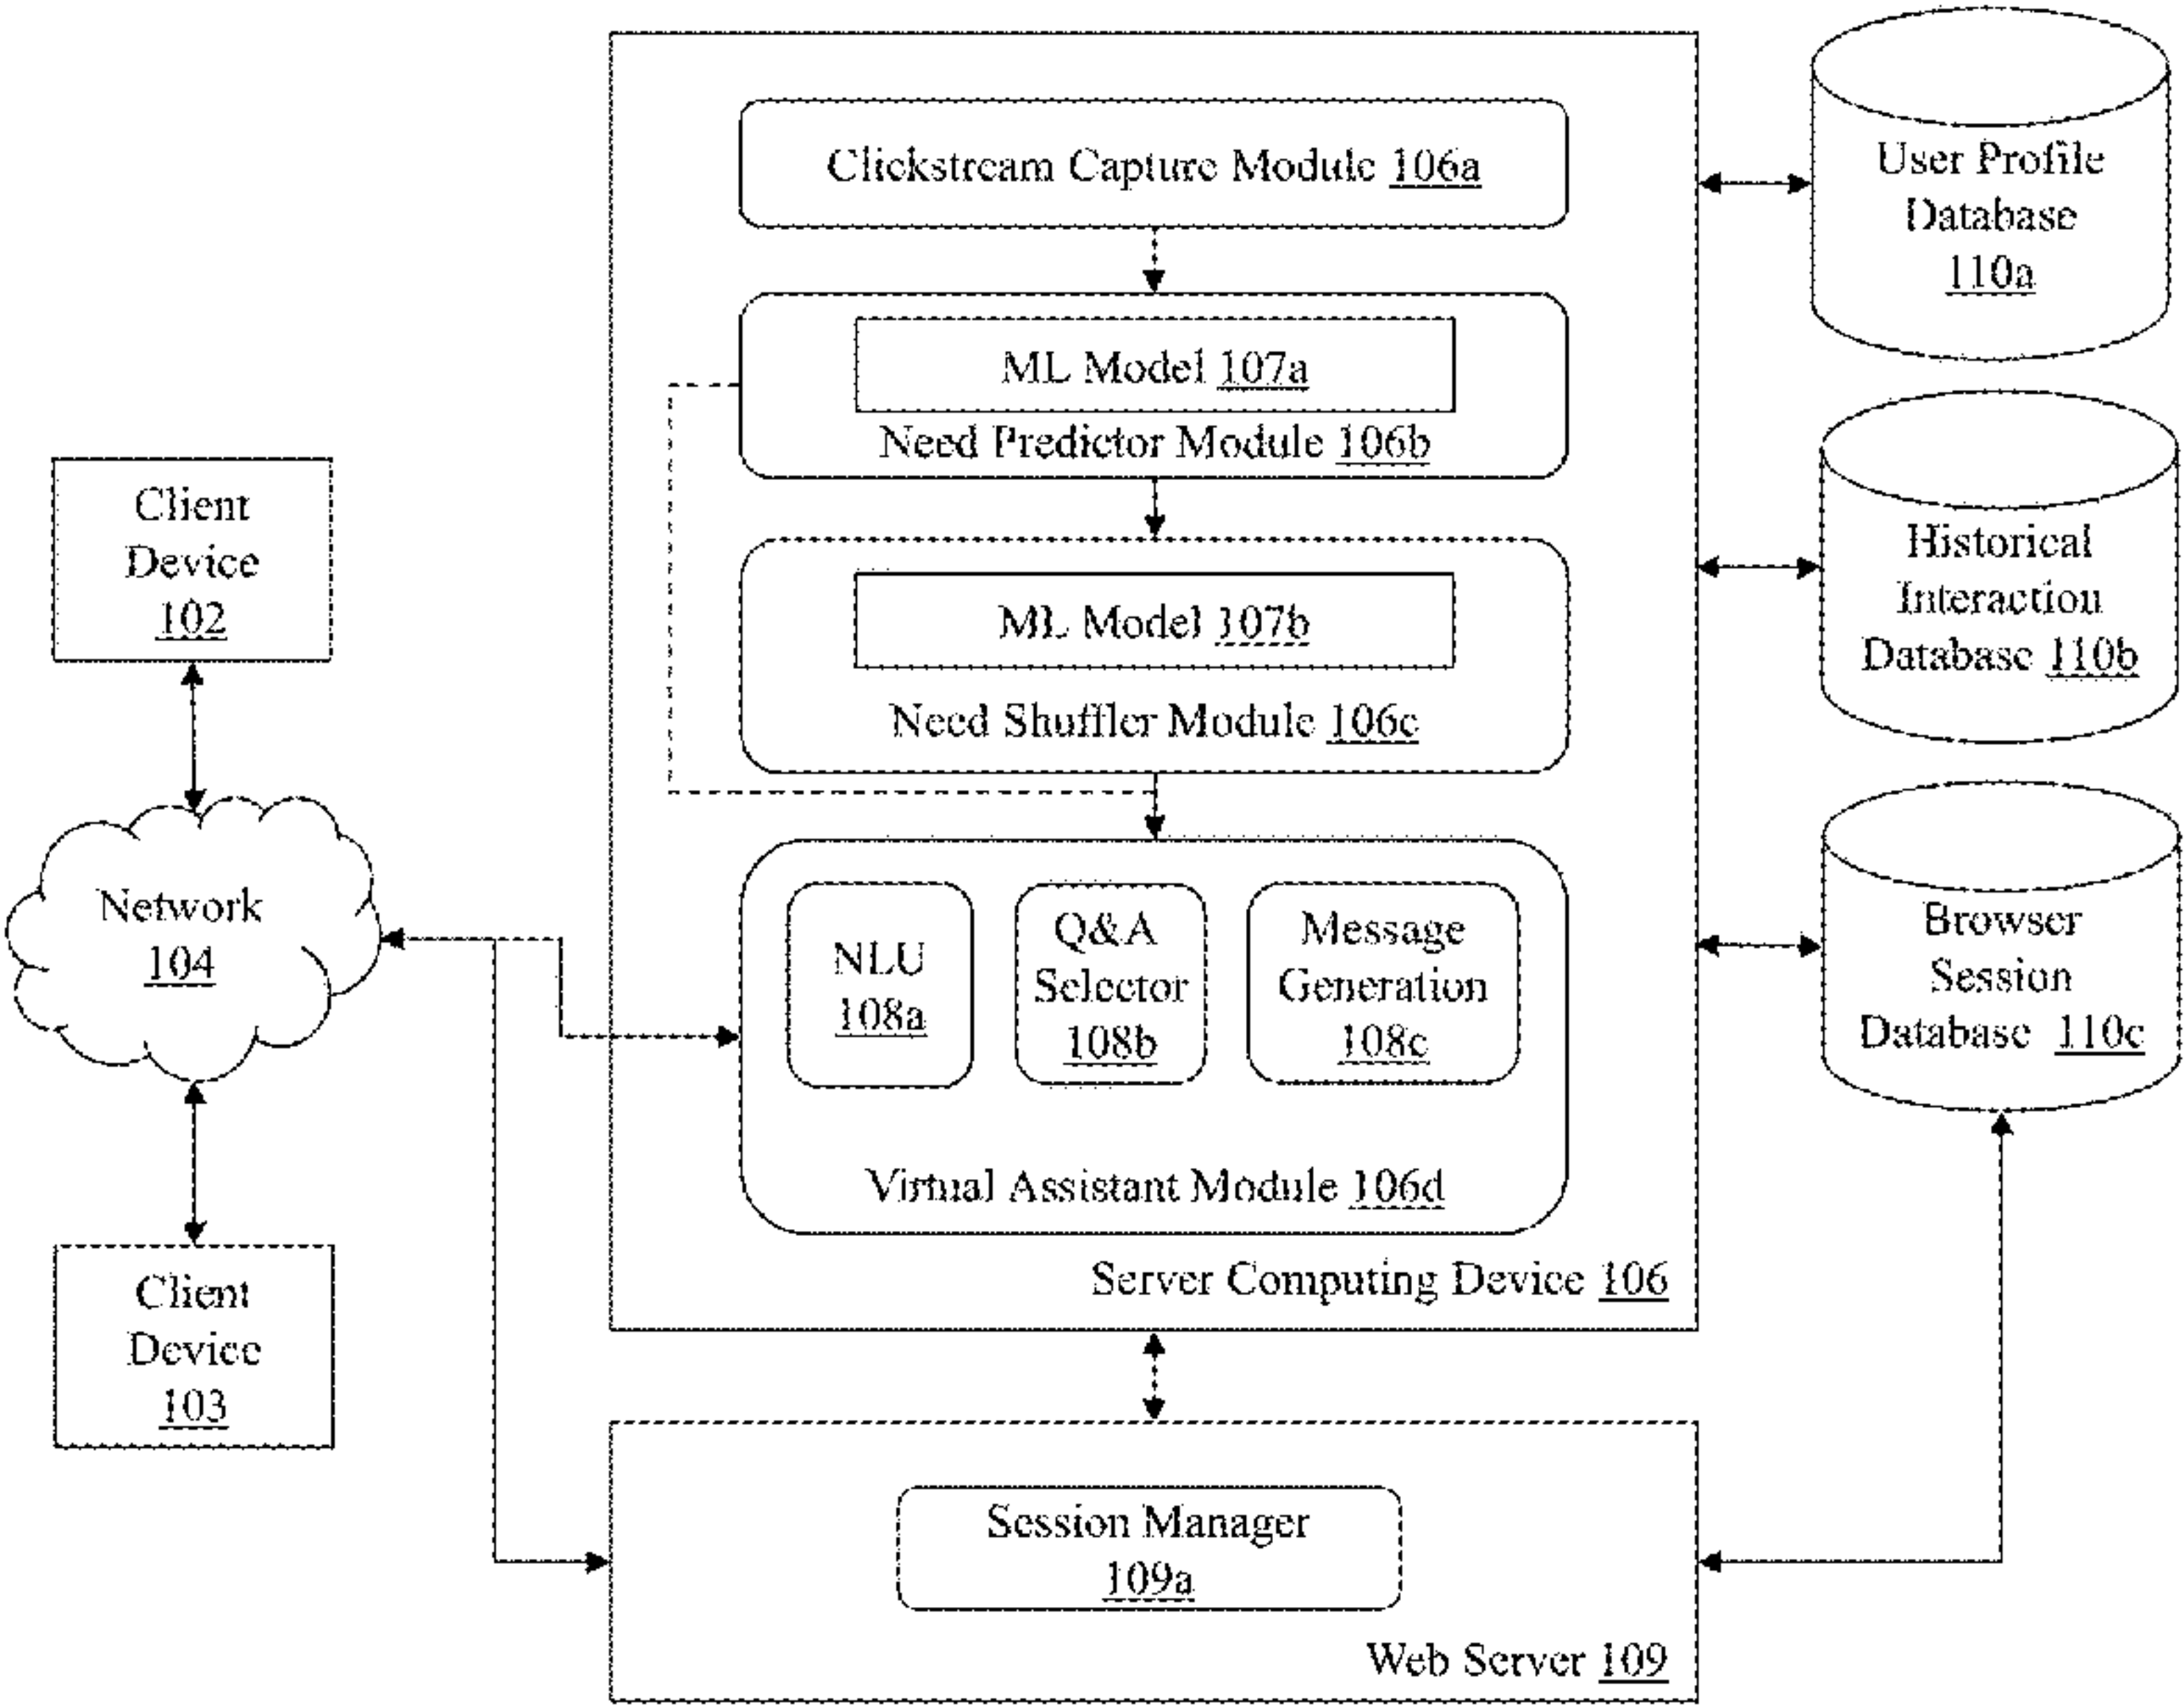 Clickstream Capture Module 106a
ML Model 107a
Need Predictor Module 106b
ML Model 107b
Need Shuffler Module 106c
NLU
108a
Q&A
Selector
108b
Message
Generation
108c
Virtual Assistant Module 106d
Server Computing Device 106
Session Manager
109a
Web Server 109
Client
Device
102
Network
104
Client
Device
103
User Profile
Database
110a
Historical
Interaction
Database 110b
Browser
Session
Database 110c